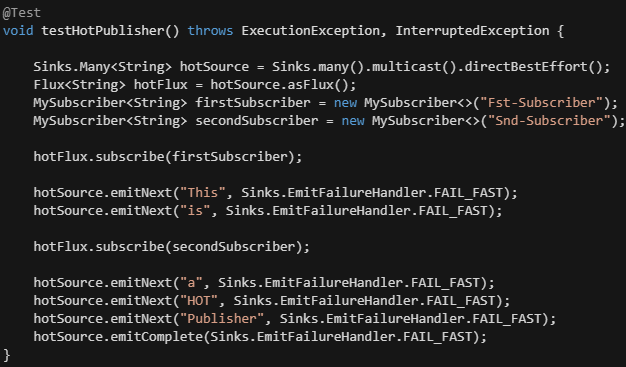 @Test
void testHotPublisher() throws ExecutionException, InterruptedException {
Sinks.Many<String> hotSource = Sinks.many().multicast().directBestEffort();
Flux<String> hotFlux = hotSource.asFlux();
MySubscriber<String> firstSubscriber = new MySubscriber<>("Fst-Subscriber");
MySubscriber<String> secondSubscriber = new MySubscriber<>("Snd-Subscriber");
hotFlux.subscribe(firstSubscriber);
hotSource.emitNext("This", Sinks.EmitFailureHandler.FAIL_FAST);
hotSource.emitNext("is", Sinks.EmitFailureHandler.FAIL_FAST);
hotFlux.subscribe(secondSubscriber);
hotSource.emitNext("a", Sinks.EmitFailureHandler.FAIL_FAST);
hotSource.emitNext("HOT", Sinks.EmitFailureHandler.FAIL_FAST);
hotSource.emitNext("Publisher", Sinks.EmitFailureHandler.FAIL_FAST);
hotSource.emitComplete(Sinks.EmitFailureHandler.FAIL_FAST);
}